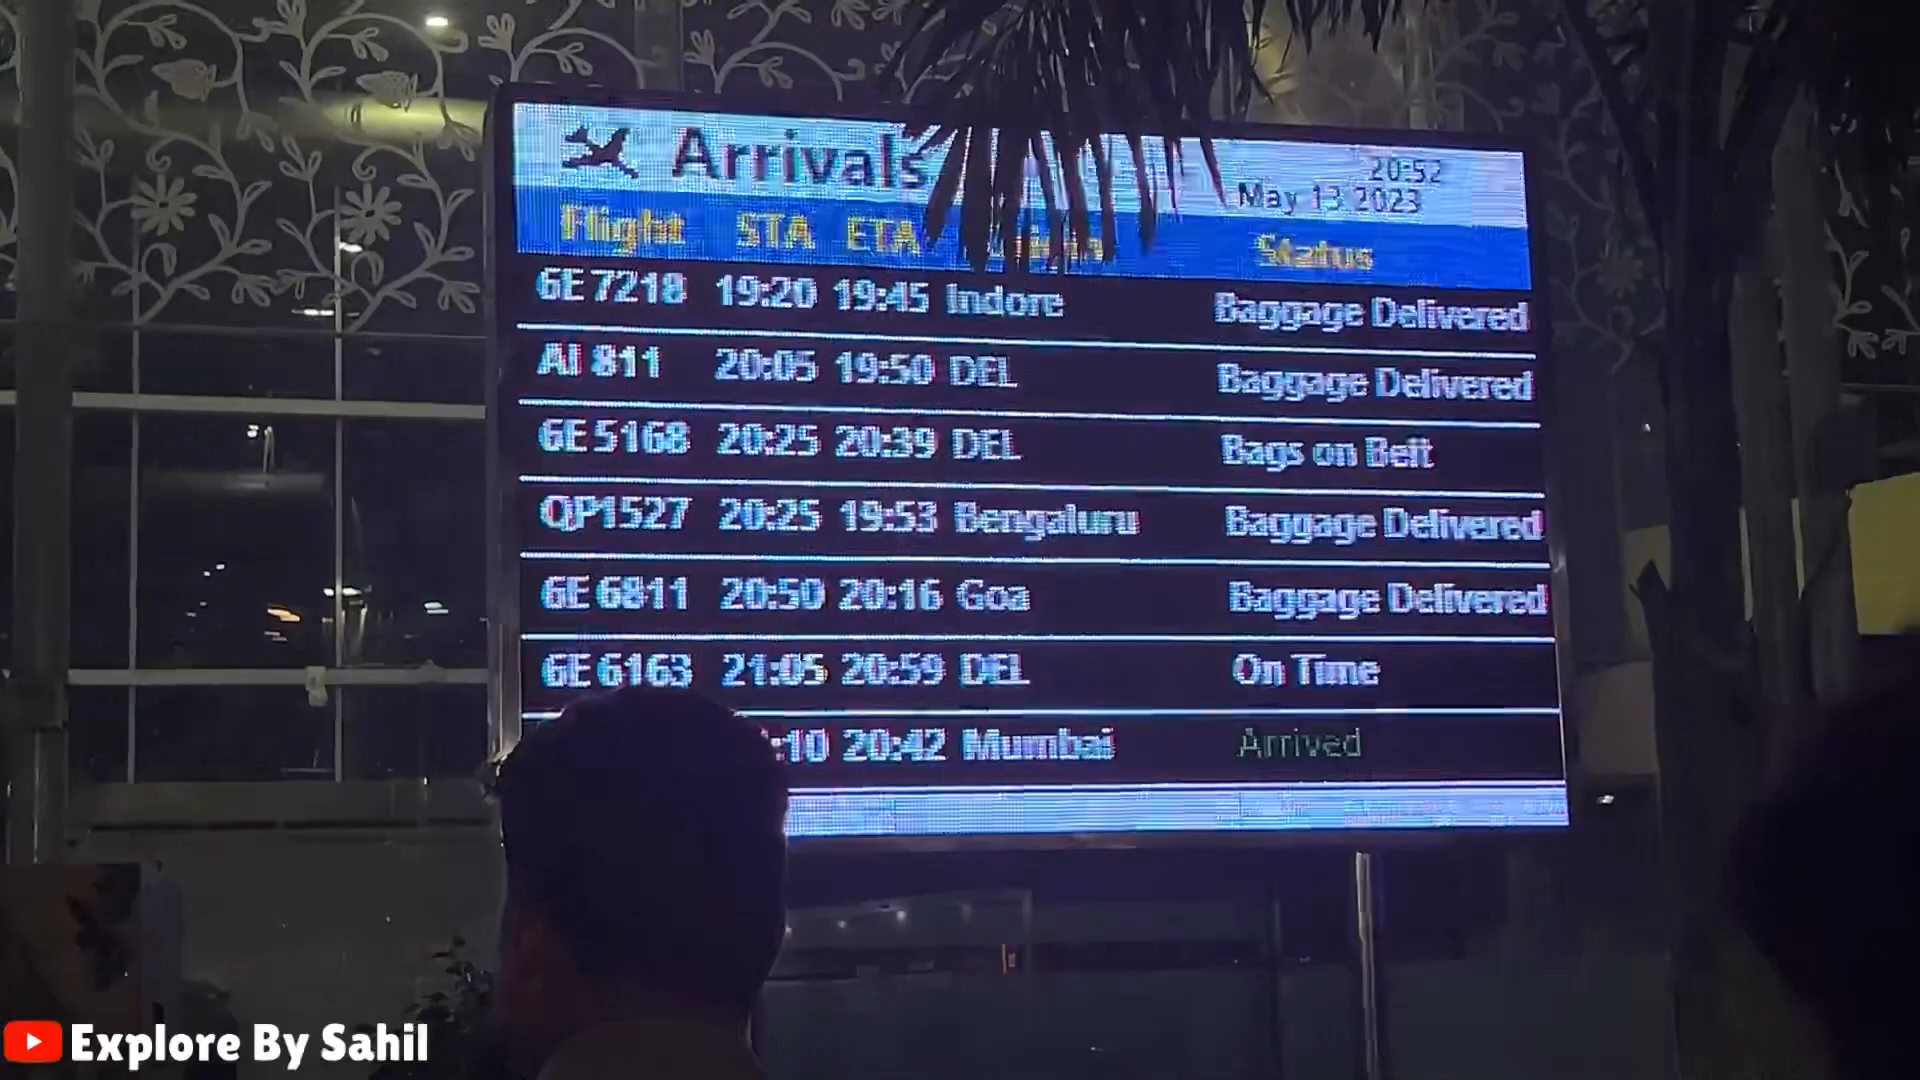 Arrivals
20:52
May 13 2023
Flight STA ETA Status
6E 7218 19:20 19:45 Indore Baggage Delivered
AI 811 20:05 19:50 DEL Baggage Delivered
6E 5168 20:25 20:39 DEL Bags on Belt
QP1527 20:25 19:53 Bengaluru Baggage Delivered
6E 6811 20:50 20:16 Goa Baggage Delivered
6E 6163 21:05 20:59 DEL On Time
:10 20:42 Mumbai Arrived
Explore By Sahil